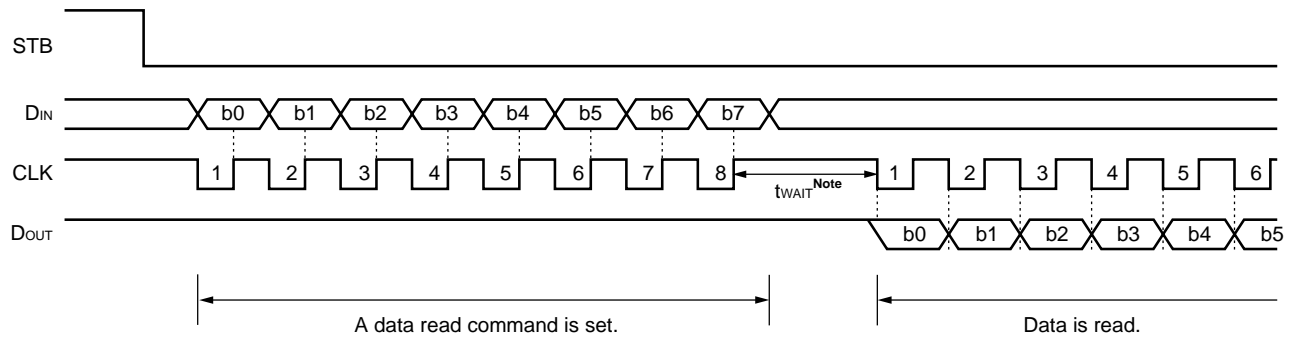 STB
DIN b0 b1 b2 b3 b4 b5 b6 b7
CLK 1 2 3 4 5 6 7 8 tWAITNote 1 2 3 4 5 6
DOUT b0 b1 b2 b3 b4 b5
A data read command is set. Data is read.